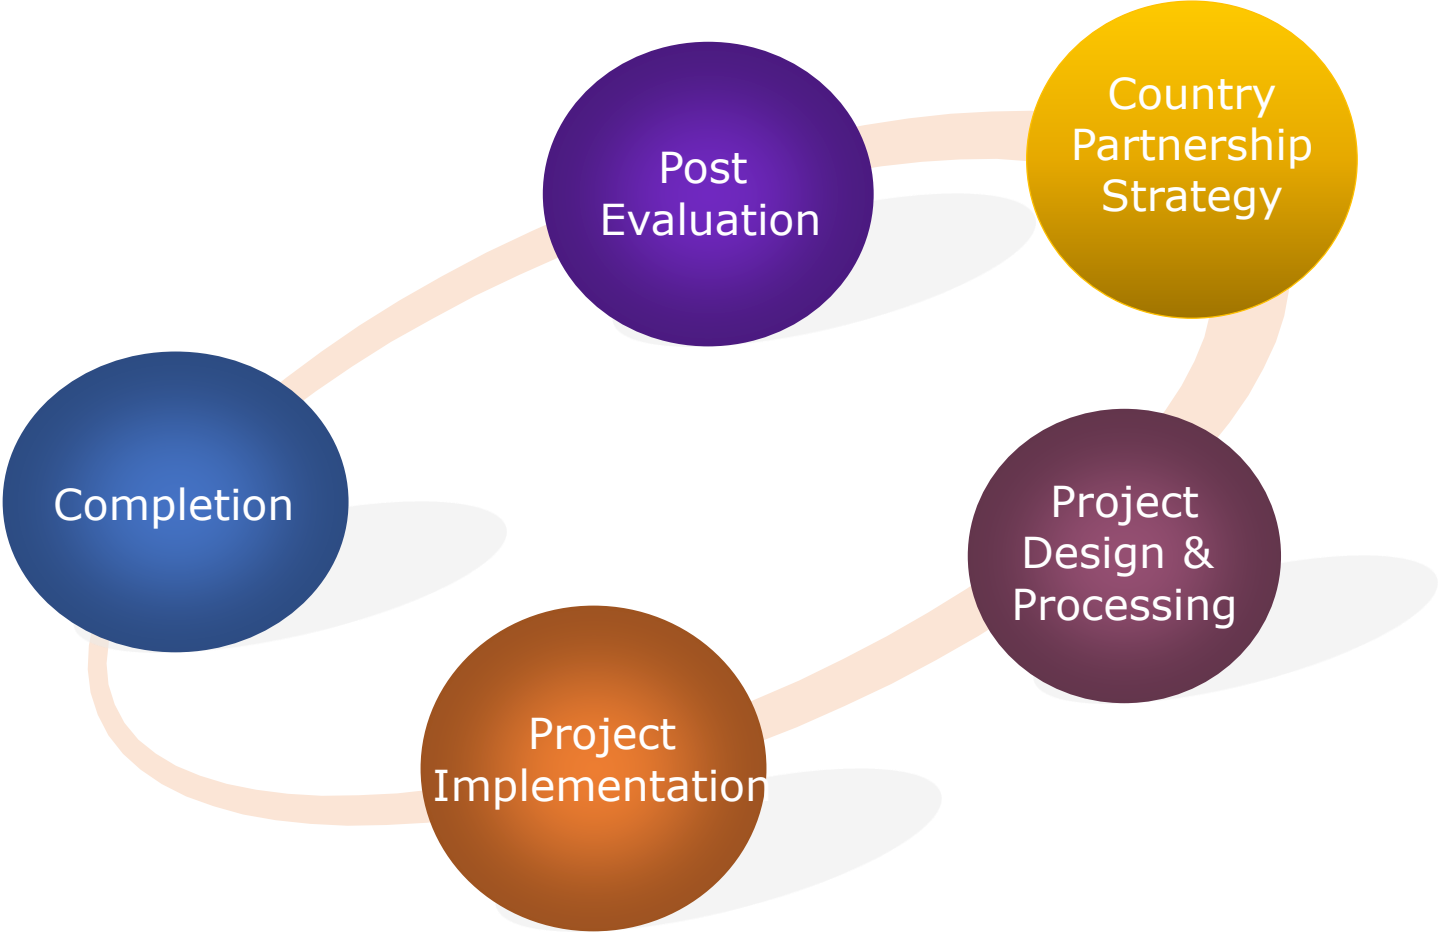 Country
Partnership
Strategy
Post
Evaluation
Completion
Project
Design &
Processing
Project
Implementation